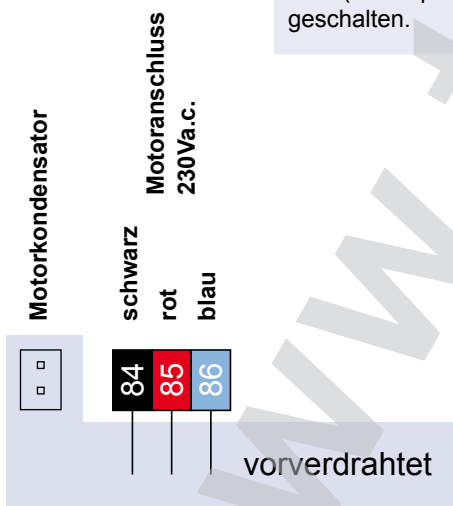 geschalten.
Motorkondensator
Motoranschluss
230Va.c.
schwarz
rot
blau
84
85
86
vorverdrahtet